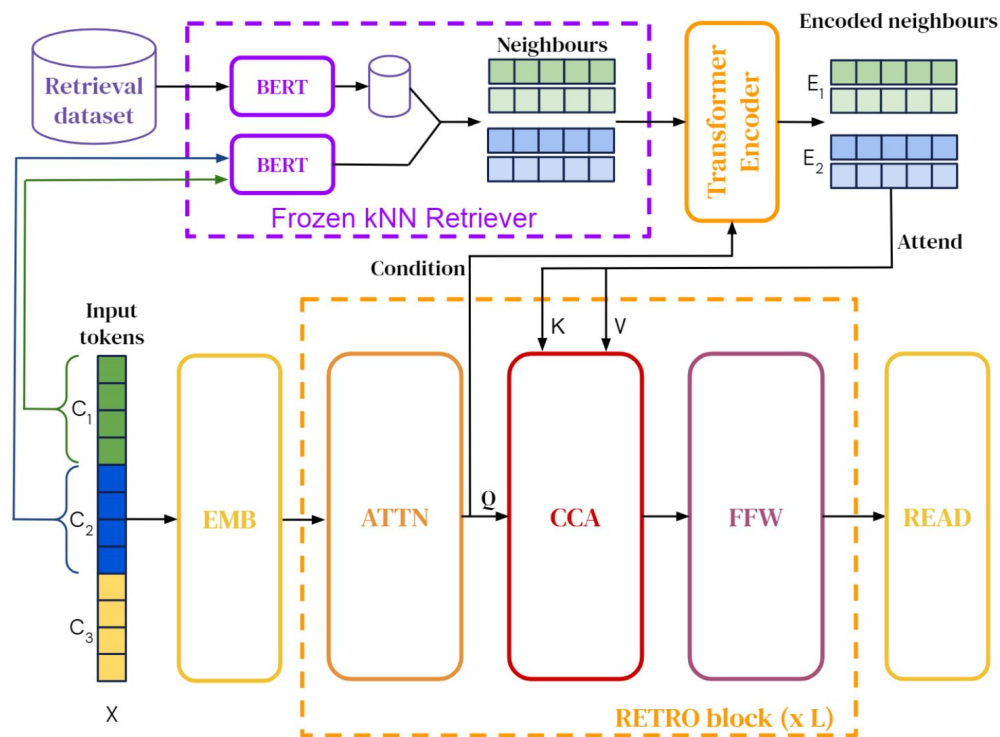 Encoded neighbours
Neighbours
Retrieval
dataset
BERT
BERT
Transformer
Encoder
E1
E2
Frozen kNN Retriever
Condition
Attend
Input
tokens
K
V
C1
C2
C3
X
EMB
ATTN
Q
CCA
FFW
READ
RETRO block (x L)